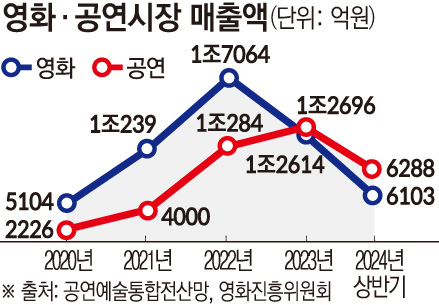 영화·공연시장 매출액(단위: 억원)
영화 공연
1조7064
1조239
1조284
1조2696
1조2614
5104
2226
4000
6288
6103
2020년 2021년 2022년 2023년 2024년
상반기
※ 출처: 공연예술통합전산망, 영화진흥위원회